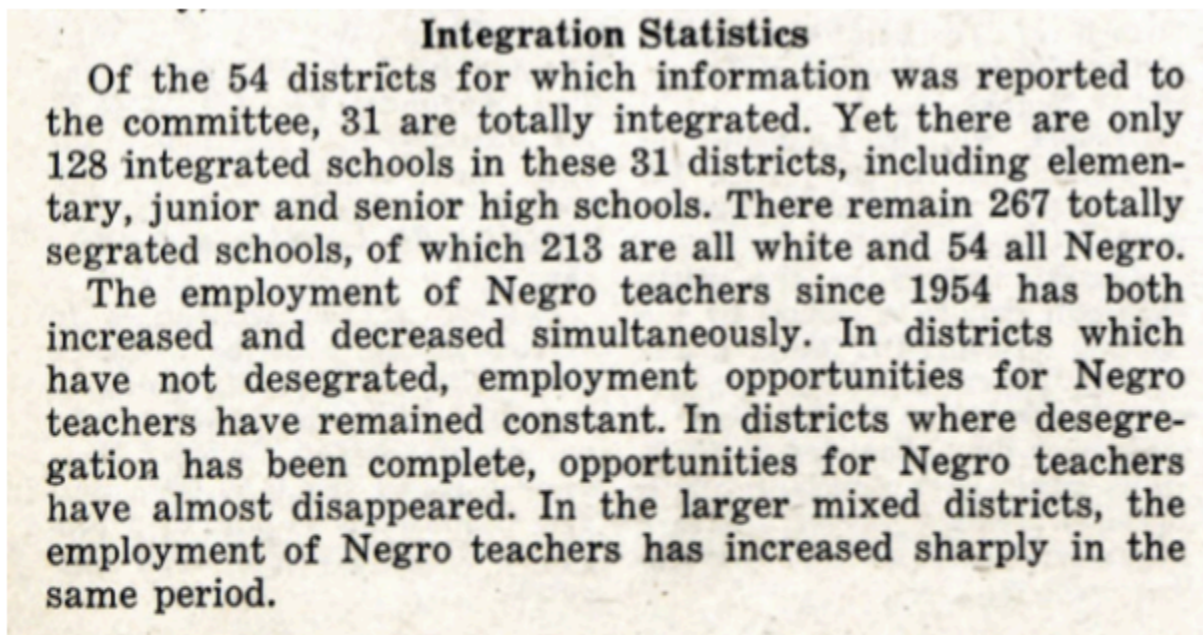 Integration Statistics
Of the 54 districts for which information was reported to
the committee, 31 are totally integrated. Yet there are only
128 integrated schools in these 31 districts, including elemen-
tary, junior and senior high schools. There remain 267 totally
segrated schools, of which 213 are all white and 54 all Negro.
The employment of Negro teachers since 1954 has both
increased and decreased simultaneously. In districts which
have not desegrated, employment opportunities for Negro
teachers have remained constant. In districts where desegre-
gation has been complete, opportunities for Negro teachers
have almost disappeared. In the larger mixed districts, the
employment of Negro teachers has increased sharply in the
same period.